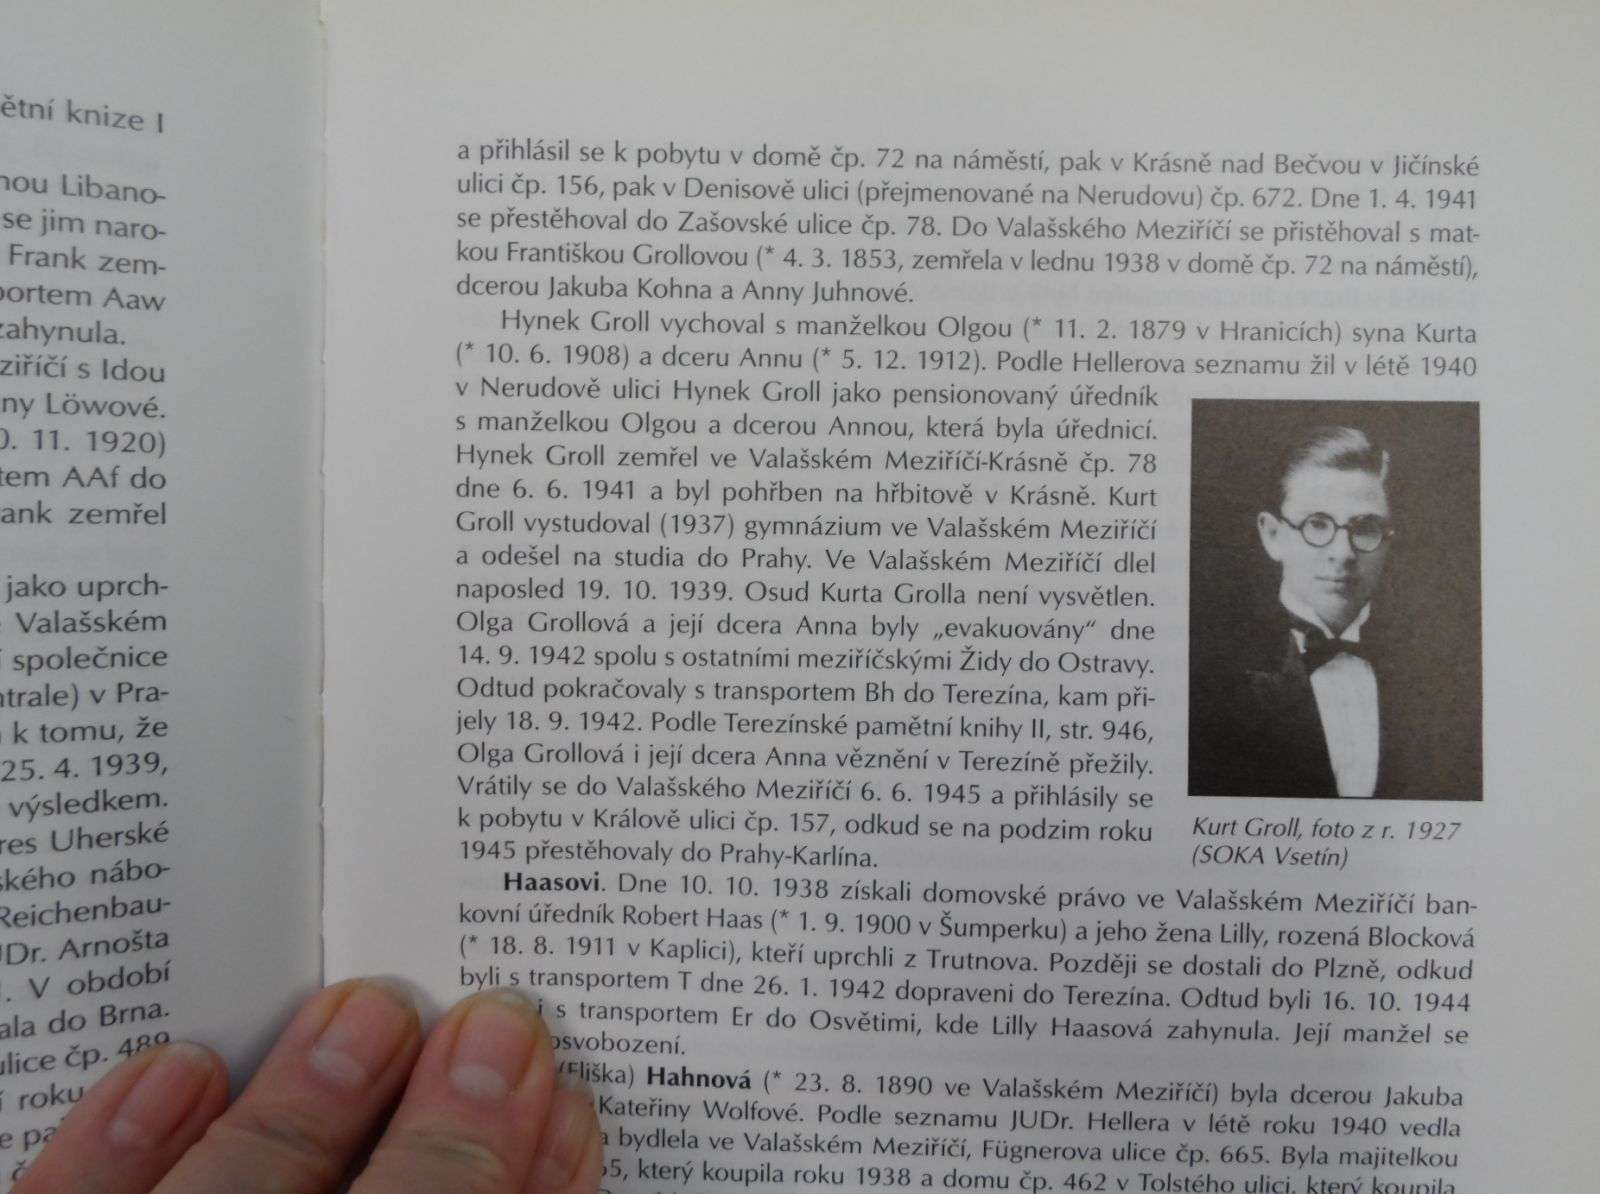 ětní knize I
nou Libano-
se jim naro-
Frank zem-
portem Aaw
zahynula.
ziříčí s Idou
ny Löwové.
0. 11. 1920)
tem AAf do
ank zemřel
jako uprch-
Valašském
společnice
ntrale) v Pra-
k tomu, že
25. 4. 1939,
výsledkem.
res Uherské
ského nábo-
Reichenbau-
JDr. Arnošta
. V období
ala do Brna.
ulice čp. 489
roku
a přihlásil se k pobytu v domě čp. 72 na náměstí, pak v Krásně nad Bečvou v Jičínské
ulici čp. 156, pak v Denisově ulici (přejmenované na Nerudovu) čp. 672. Dne 1. 4. 1941
se přestěhoval do Zašovské ulice čp. 78. Do Valašského Meziříčí se přistěhoval s mat-
kou Františkou Grollovou (* 4. 3. 1853, zemřela v lednu 1938 v domě čp. 72 na náměstí),
dcerou Jakuba Kohna a Anny Juhnové.
Hynek Groll vychoval s manželkou Olgou (* 11. 2. 1879 v Hranicích) syna Kurta
(* 10. 6. 1908) a dceru Annu (* 5. 12. 1912). Podle Hellerova seznamu žil v létě 1940
v Nerudově ulici Hynek Groll jako pensionovaný úředník
s manželkou Olgou a dcerou Annou, která byla úřednicí.
Hynek Groll zemřel ve Valašském Meziříčí-Krásně čp. 78
dne 6. 6. 1941 a byl pohřben na hřbitově v Krásně. Kurt
Groll vystudoval (1937) gymnázium ve Valašském Meziříčí
a odešel na studia do Prahy. Ve Valašském Meziříčí dlel
naposled 19. 10. 1939. Osud Kurta Grolla není vysvětlen.
Olga Grollová a její dcera Anna byly „evakuovány“ dne
14. 9. 1942 spolu s ostatními meziříčskými Židy do Ostravy.
Odtud pokračovaly s transportem Bh do Terezína, kam při-
jely 18. 9. 1942. Podle Terezínské pamětní knihy II, str. 946,
Olga Grollová i její dcera Anna věznění v Terezíně přežily.
Vrátily se do Valašského Meziříčí 6. 6. 1945 a přihlásily se
k pobytu v Králově ulici čp. 157, odkud se na podzim roku
1945 přestěhovaly do Prahy-Karlína.
Kurt Groll, foto z r. 1927
(SOKA Vsetín)
Haasovi. Dne 10. 10. 1938 získali domovské právo ve Valašském Meziříčí ban-
kovní úředník Robert Haas (* 1. 9. 1900 v Šumperku) a jeho žena Lilly, rozená Blocková
(* 18. 8. 1911 v Kaplici), kteří uprchli z Trutnova. Později se dostali do Plzně, odkud
byli s transportem T dne 26. 1. 1942 dopraveni do Terezína. Odtud byli 16. 10. 1944
i s transportem Er do Osvětimi, kde Lilly Haasová zahynula. Její manžel se
osvobození.
(Eliška) Hahnová (* 23. 8. 1890 ve Valašském Meziříčí) byla dcerou Jakuba
Kateřiny Wolfové. Podle seznamu JUDr. Hellera v létě roku 1940 vedla
a bydlela ve Valašském Meziříčí, Fügnerova ulice čp. 665. Byla majitelkou
65, který koupila roku 1938 a domu čp. 462 v Tolstého ulici, který koupila